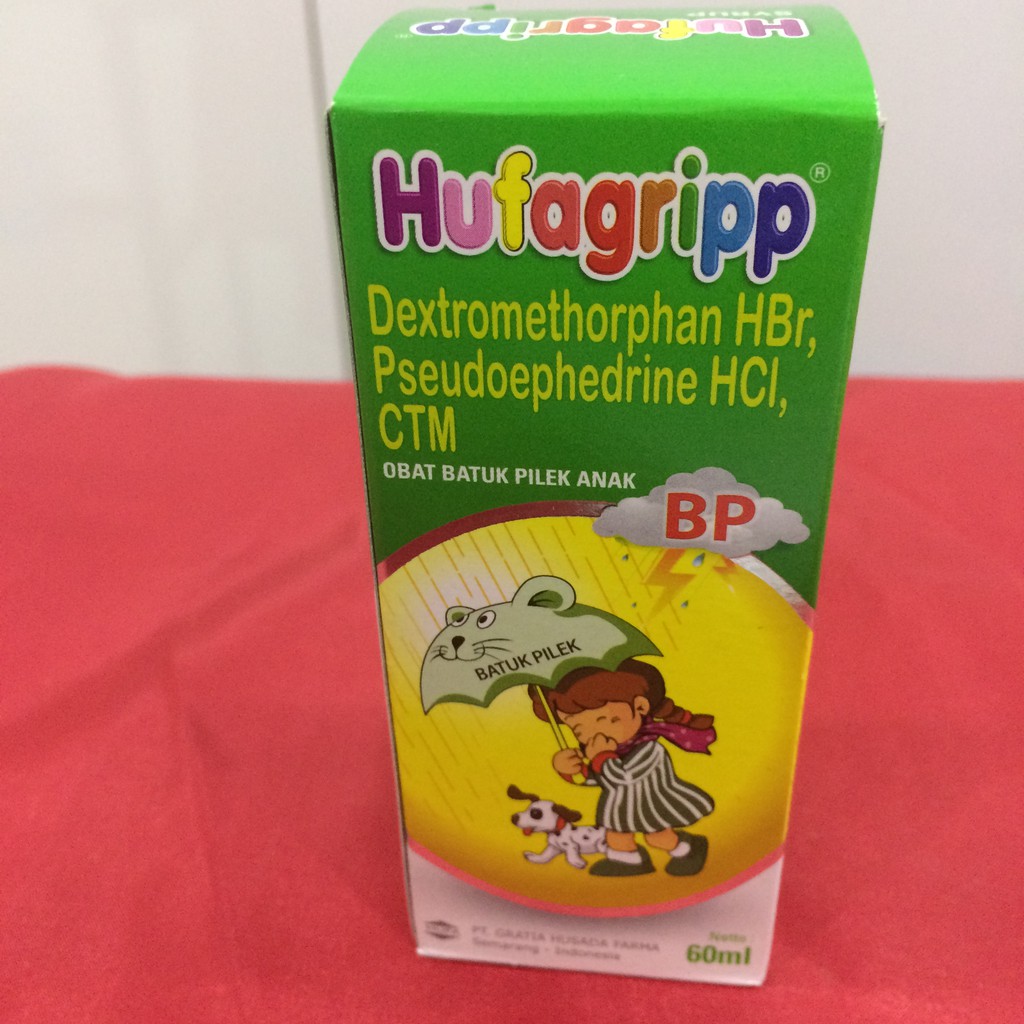 Hufagripp
SYRUP
Hufagripp®
Dextromethorphan HBr,
Pseudoephedrine HCl,
CTM
OBAT BATUK PILEK ANAK
BP
BATUK PILEK
PT. GRATIA HUSADA FARMA
Semarang - Indonesia
Netto
60ml